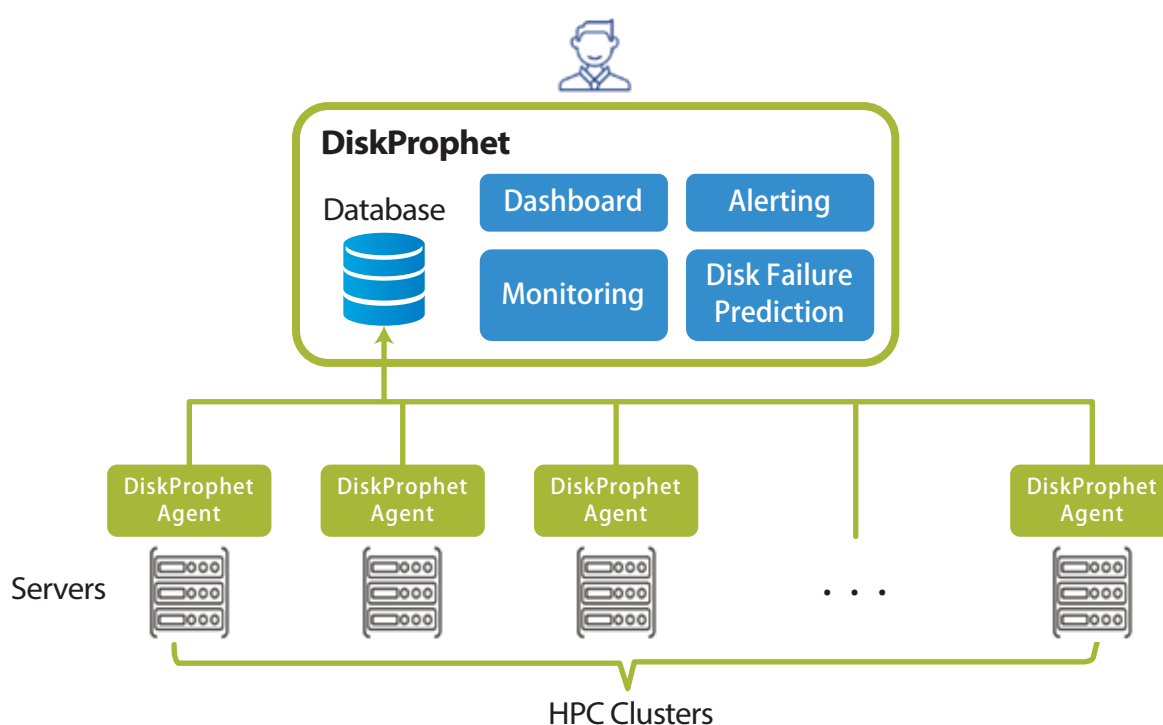 DiskProphet
Database
Dashboard
Alerting
Monitoring
Disk Failure
Prediction
DiskProphet
Agent
DiskProphet
Agent
DiskProphet
Agent
DiskProphet
Agent
Servers
. . .
HPC Clusters